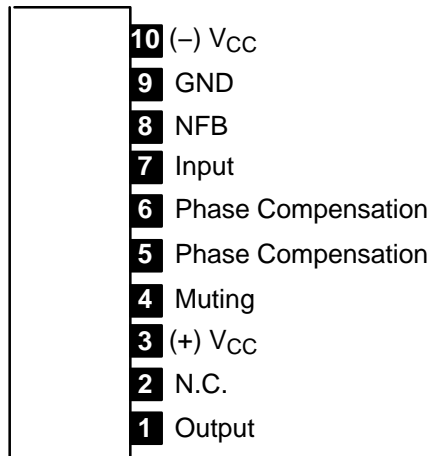 10 (–) VCC
9 GND
8 NFB
7 Input
6 Phase Compensation
5 Phase Compensation
4 Muting
3 (+) VCC
2 N.C.
1 Output